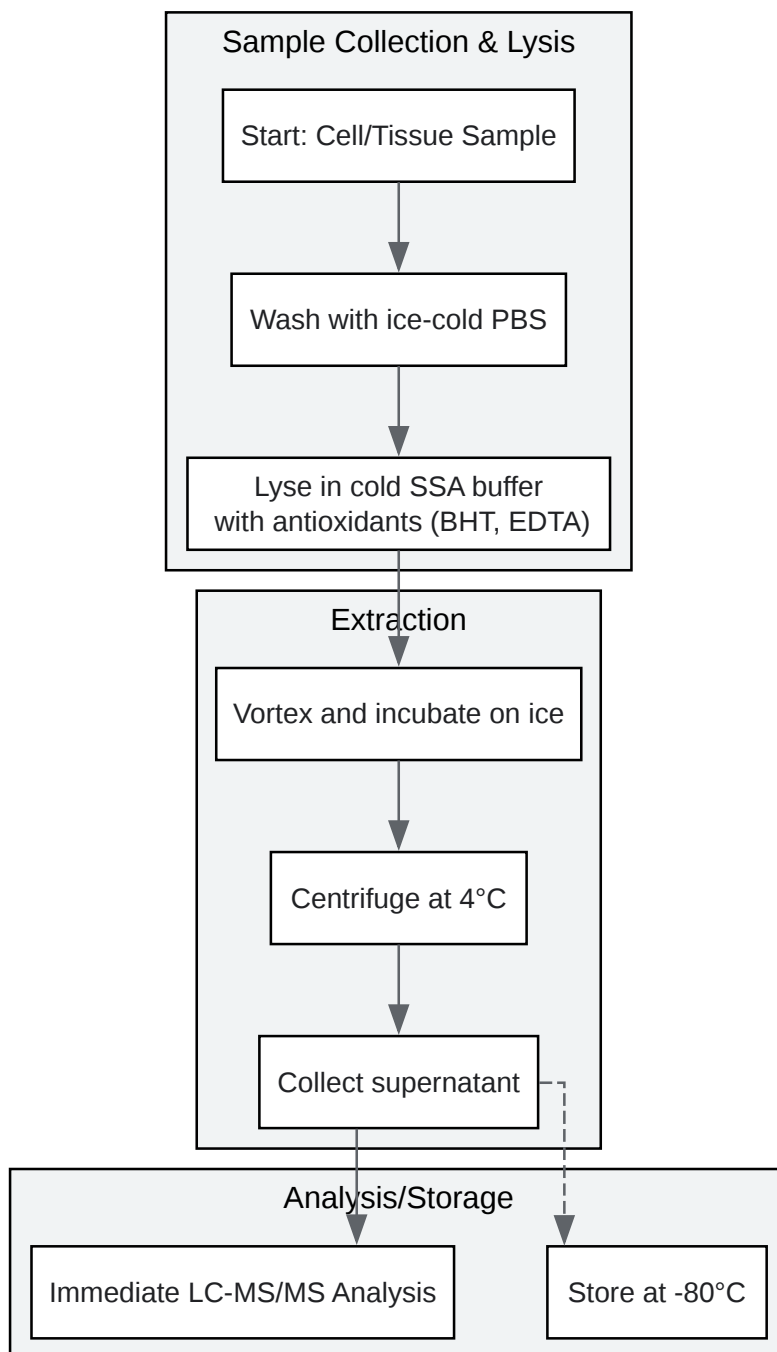 Sample Collection & Lysis
Start: Cell/Tissue Sample
Wash with ice-cold PBS
Lyse in cold SSA buffer
with antioxidants (BHT, EDTA)
Extraction
Vortex and incubate on ice
Centrifuge at 4°C
Collect supernatant
Analysis/Storage
Immediate LC-MS/MS Analysis
Store at -80°C